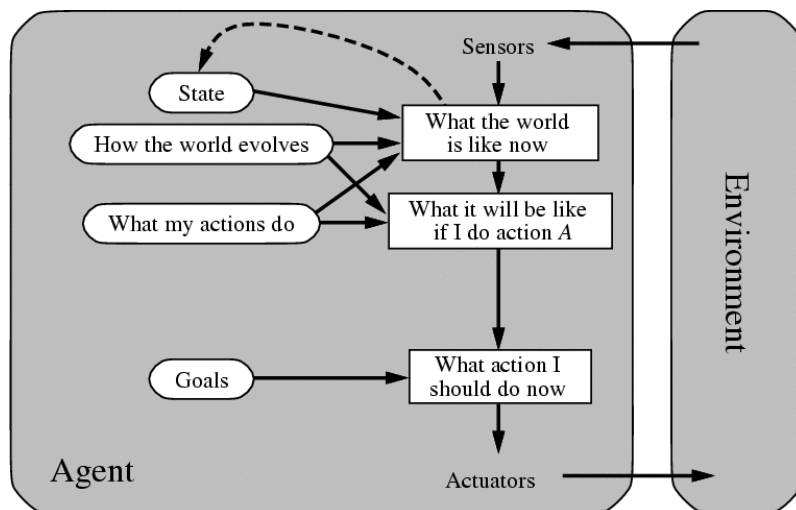 Sensors
State
What the world
is like now
How the world evolves
What my actions do
What it will be like
if I do action A
Environment
Goals
What action I
should do now
Agent
Actuators